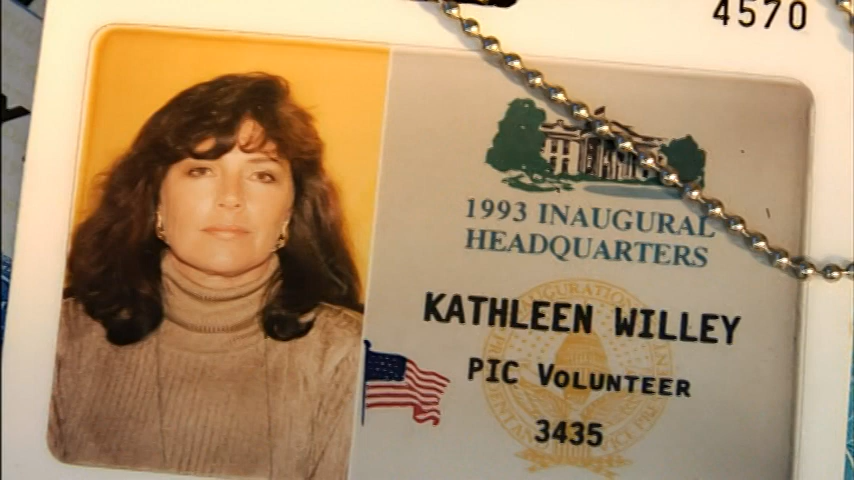 4570
1993 INAUGURAL
HEADQUARTERS
KATHLEEN WILLEY
PIC VOLUNTEER
3435